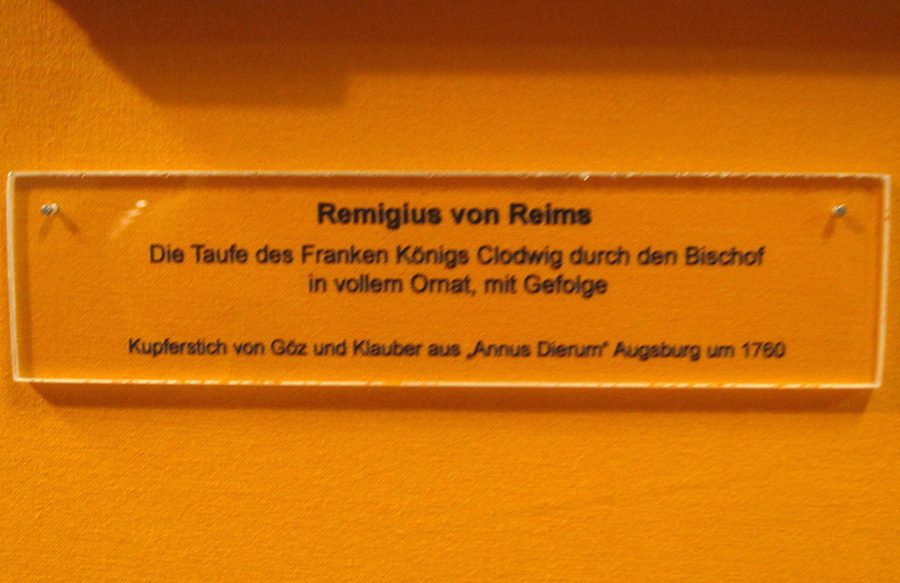 Remigius von Reims
Die Taufe des Franken Königs Clodwig durch den Bischof
in vollem Ornat, mit Gefolge
Kupferstich von Göz und Klauber aus „Annus Dierum“ Augsburg um 1760